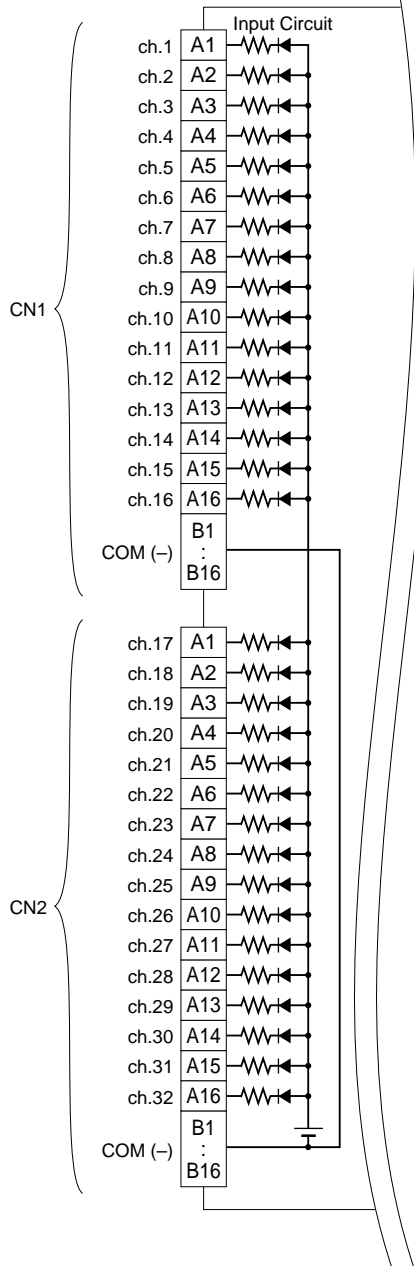 Input Circuit
ch.1 A1
ch.2 A2
ch.3 A3
ch.4 A4
ch.5 A5
ch.6 A6
ch.7 A7
ch.8 A8
ch.9 A9
CN1
ch.10 A10
ch.11 A11
ch.12 A12
ch.13 A13
ch.14 A14
ch.15 A15
ch.16 A16
B1
COM (–) :
B16
ch.17 A1
ch.18 A2
ch.19 A3
ch.20 A4
ch.21 A5
ch.22 A6
ch.23 A7
ch.24 A8
ch.25 A9
CN2
ch.26 A10
ch.27 A11
ch.28 A12
ch.29 A13
ch.30 A14
ch.31 A15
ch.32 A16
B1
COM (–) :
B16